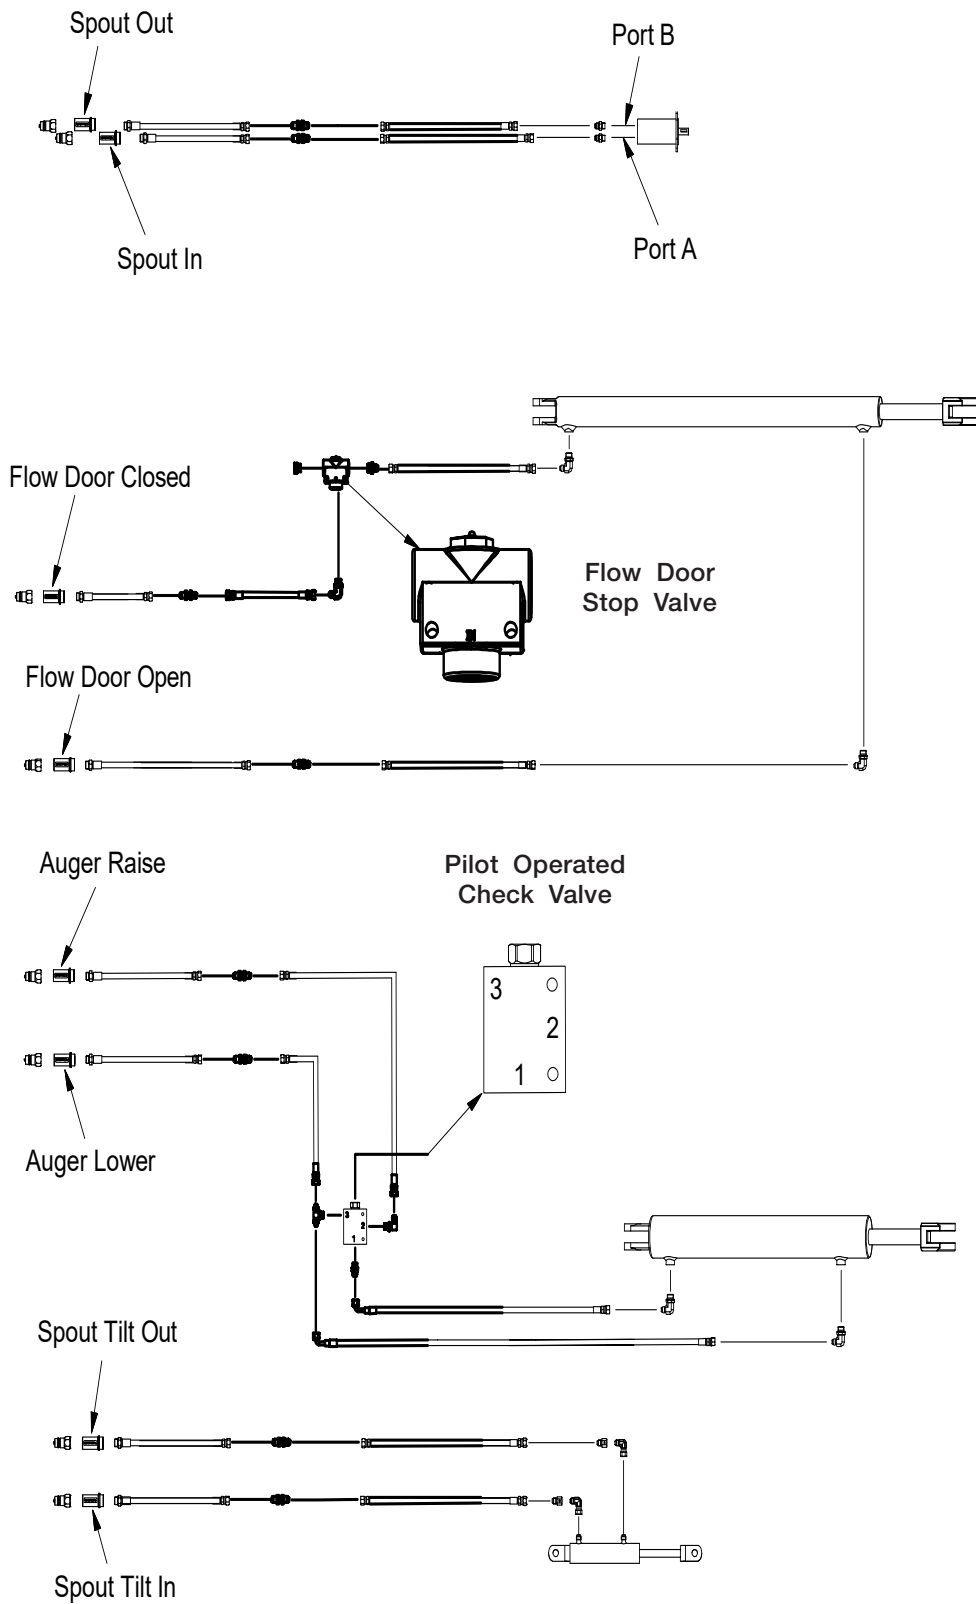 Spout Out
Port B
Spout In
Port A
Flow Door Closed
Flow Door
Stop Valve
Flow Door Open
Auger Raise
Pilot Operated
Check Valve
3
2
1
Auger Lower
3
2
1
Spout Tilt Out
Spout Tilt In